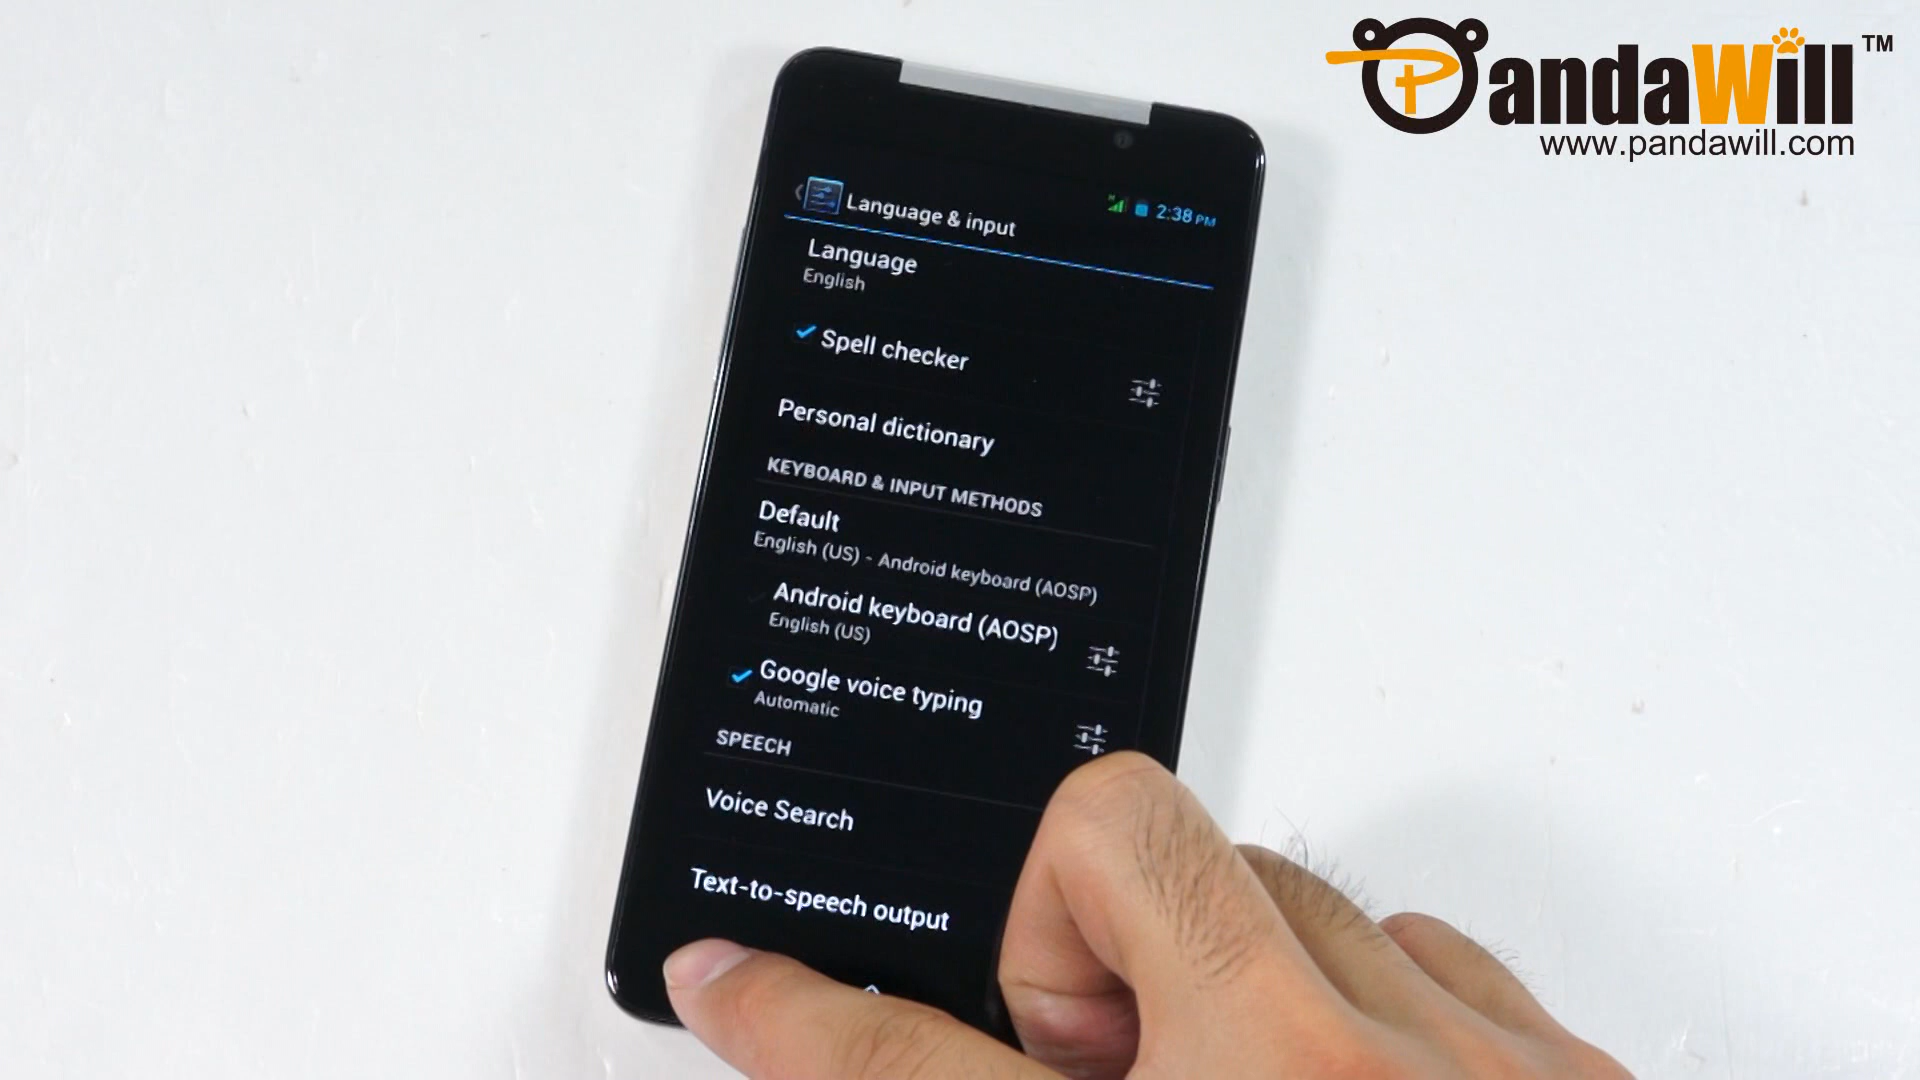 PandaWill™
www.pandawill.com
Language & input
H
2:38 PM
Language
English
Spell checker
Personal dictionary
KEYBOARD & INPUT METHODS
Default
English (US) - Android keyboard (AOSP)
Android keyboard (AOSP)
English (US)
Google voice typing
Automatic
SPEECH
Voice Search
Text-to-speech output